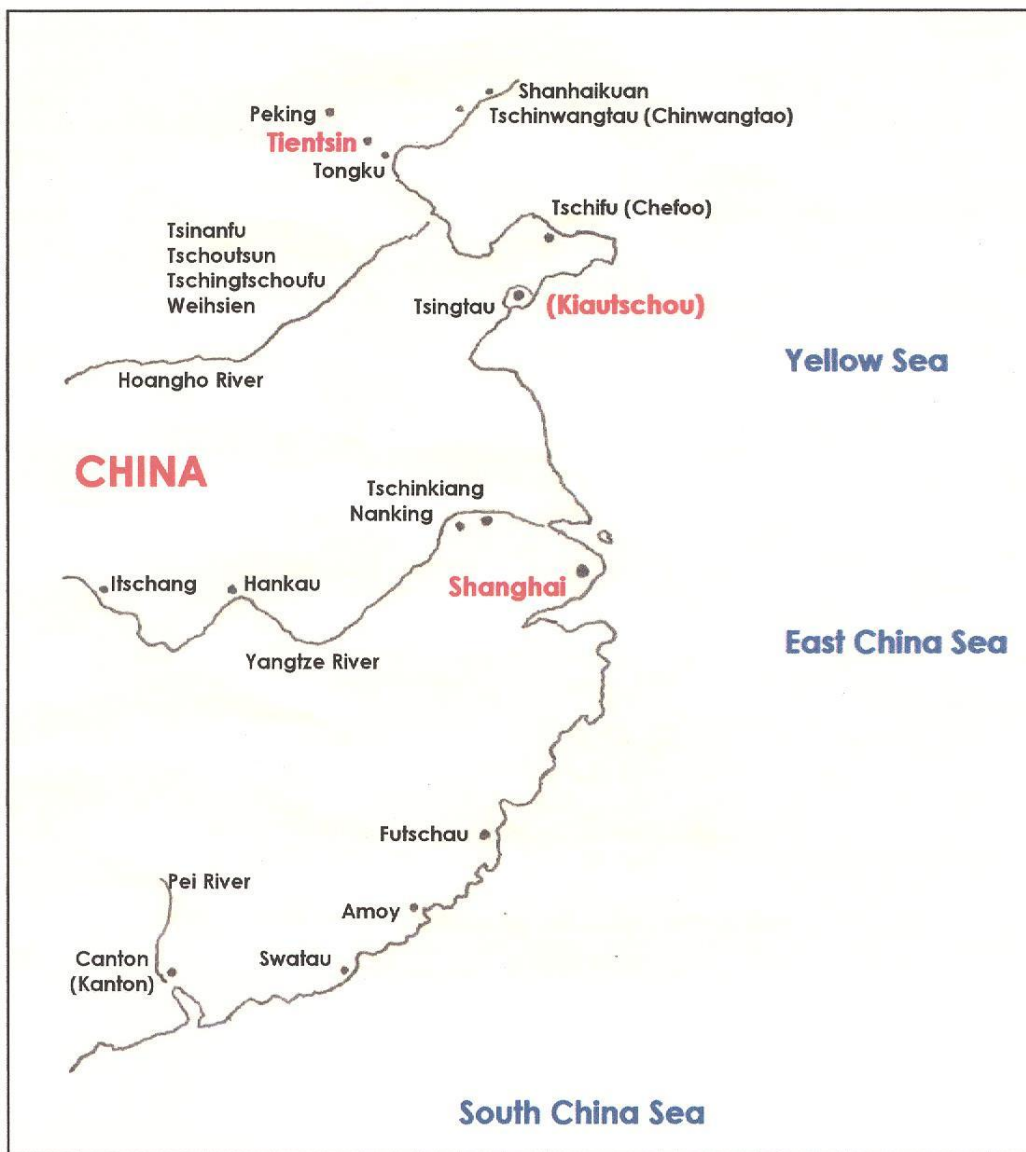 Shanhaikuan
Peking
Tschinwangtau (Chinwangtao)
Tientsin
Tongku
Tschifu (Chefoo)
Tsinanfu
Tschoutsun
Tschingtschoufu
Weihsien
Tsingtau
(Kiautschou)
Yellow Sea
Hoangho River
CHINA
Tschinkiang
Nanking
Itschang
Hankau
Shanghai
East China Sea
Yangtze River
Futschau
Pei River
Amoy
Canton
(Kanton)
Swatau
South China Sea